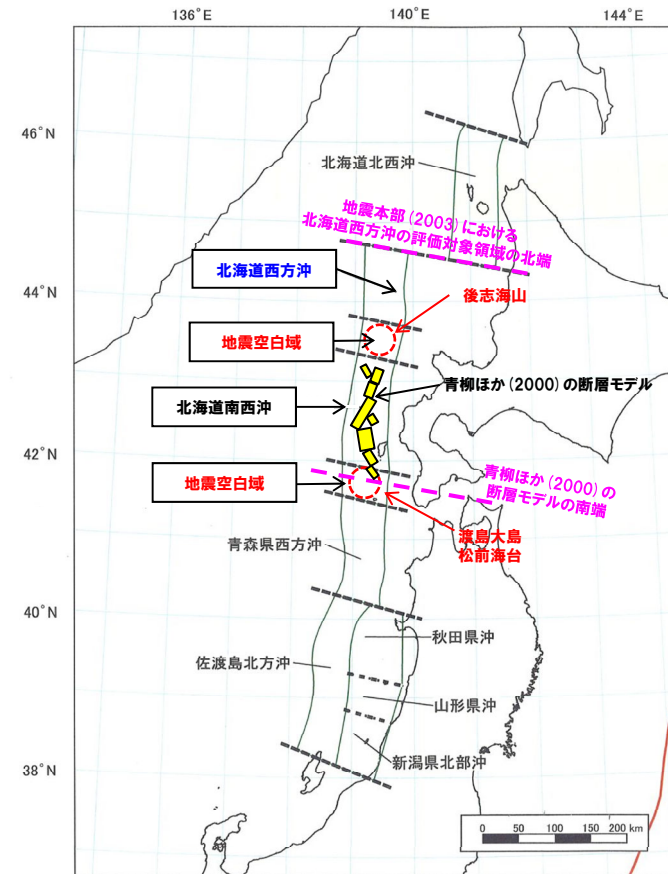 136°E
140°E
144°E
46°N
北海道北西沖
地震本部(2003)における
北海道西方沖の評価対象領域の北端
北海道西方沖
44°N
後志海山
地震空白域
青柳ほか(2000)の断層モデル
北海道南西沖
42°N
地震空白域
青柳ほか(2000)の
断層モデルの南端
渡島大島
松前海台
青森県西方沖
40°N
秋田県沖
佐渡島北方沖
山形県沖
新潟県北部沖
38°N
0 50 100 150 200 km